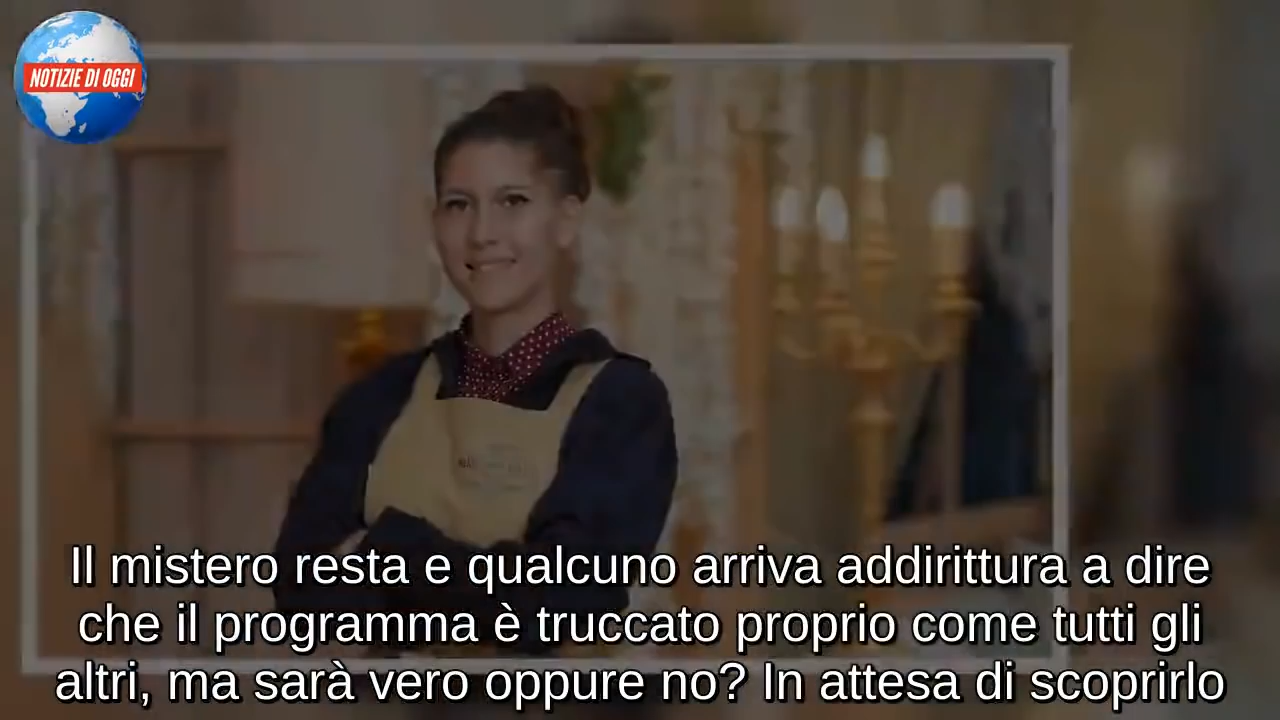 NOTIZIE DI OGGI
Il mistero resta e qualcuno arriva addirittura a dire
che il programma è truccato proprio come tutti gli
altri, ma sarà vero oppure no? In attesa di scoprirlo